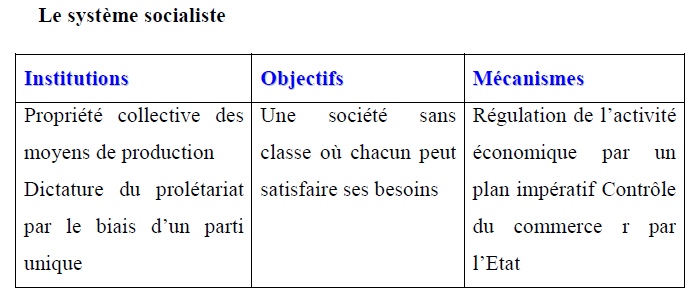 Le système socialiste
Institutions
Objectifs
Mécanismes
Propriété collective des
moyens de production
Dictature du prolétariat
par le biais d’un parti
unique
Une société sans
classe où chacun peut
satisfaire ses besoins
Régulation de l’activité
économique par un
plan impératif Contrôle
du commerce r par
l’Etat